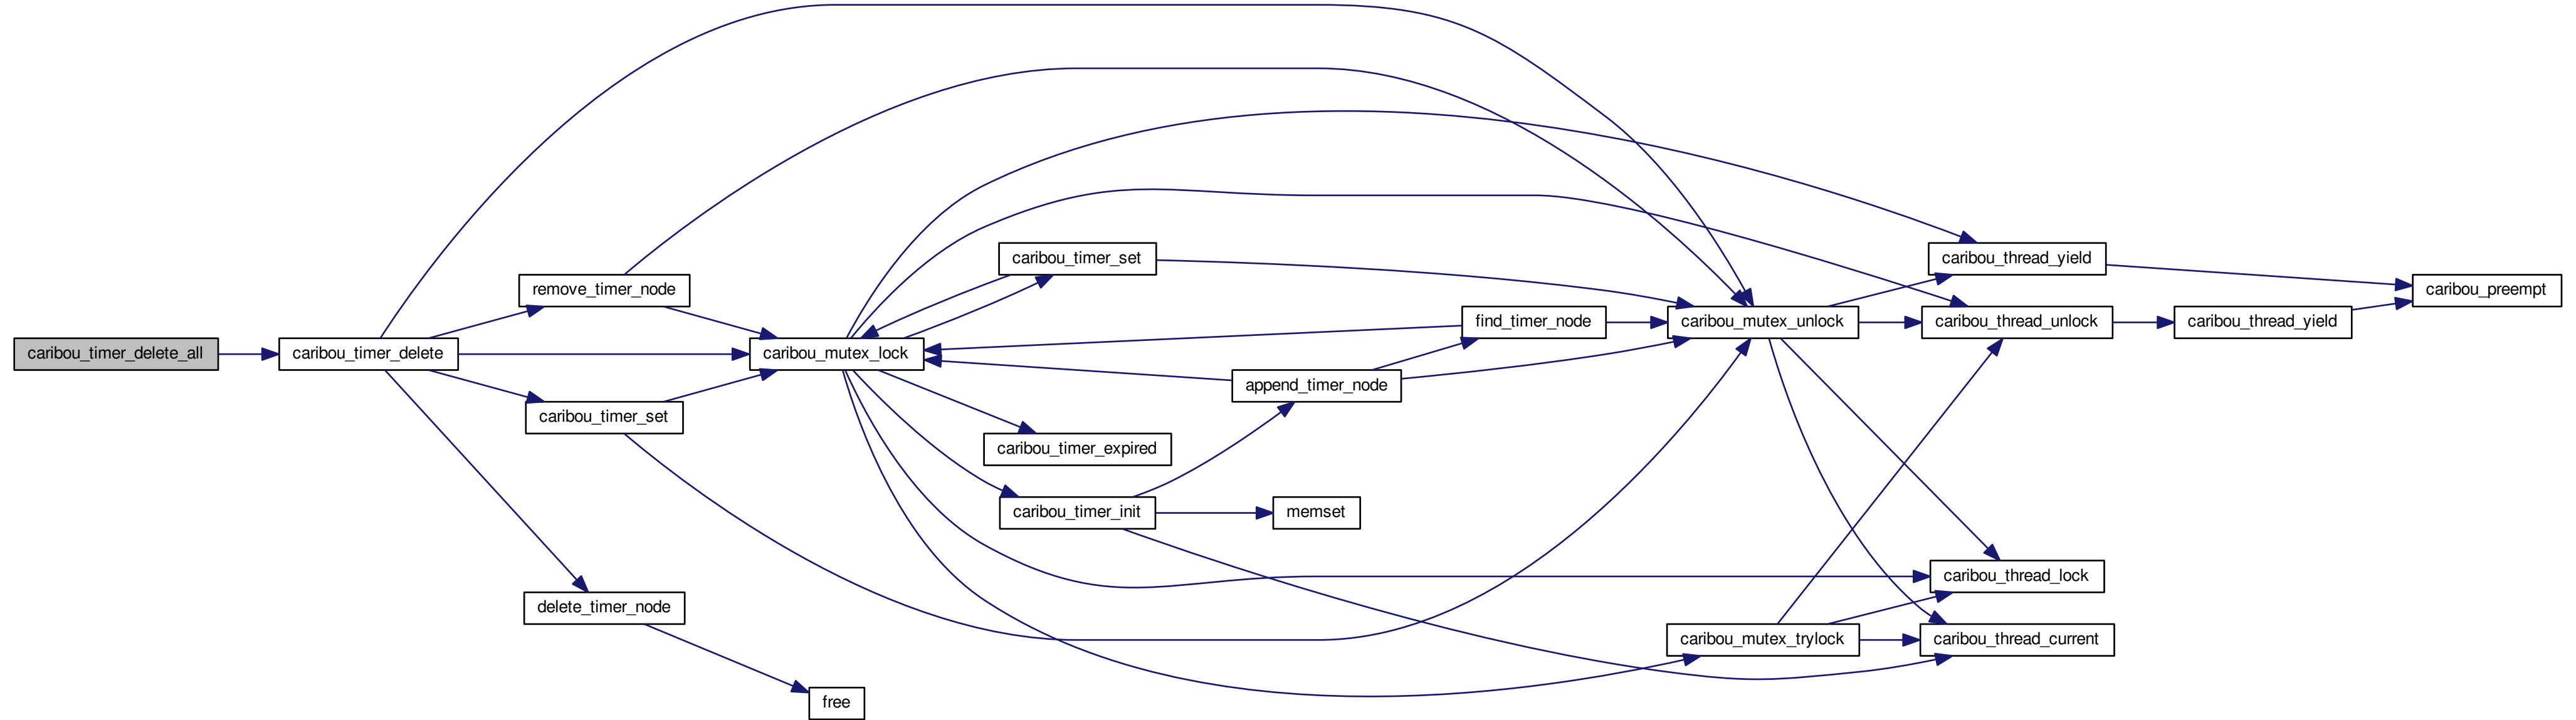 caribou_timer_delete_all
caribou_timer_delete
remove_timer_node
caribou_timer_set
delete_timer_node
caribou_mutex_lock
free
caribou_timer_set
caribou_timer_expired
caribou_timer_init
append_timer_node
memset
find_timer_node
caribou_mutex_unlock
caribou_mutex_trylock
caribou_thread_yield
caribou_thread_unlock
caribou_thread_lock
caribou_thread_current
caribou_thread_yield
caribou_preempt